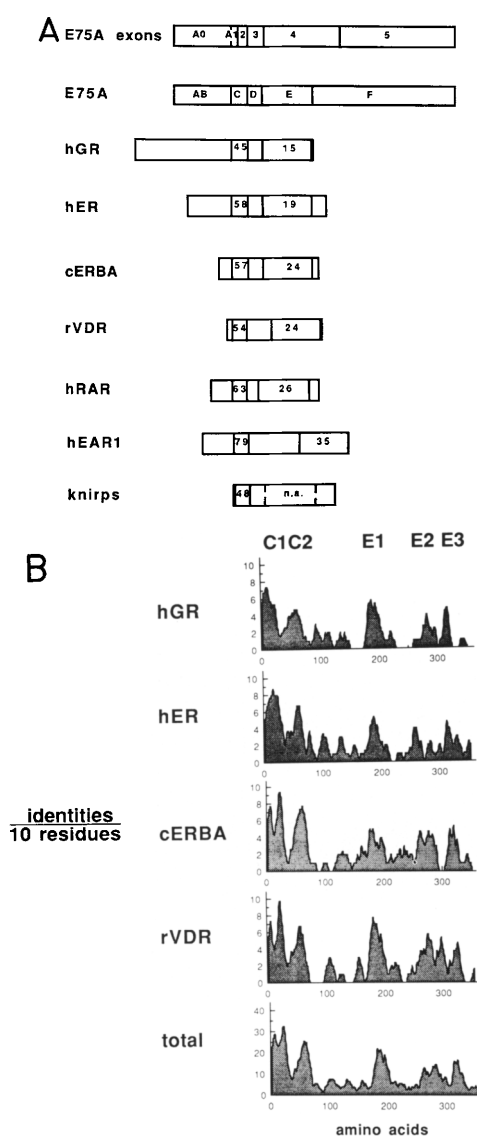 A
E75A exons A0 A1 2 3 4 5
E75A AB C D E F
hGR 45 15
hER 58 19
cERBA 57 24
rVDR 54 24
hRAR 63 26
hEAR1 79 35
knirps 48 n.a.
B
C1C2 E1 E2 E3
hGR
10
8
6
4
2
0
0 100 200 300
hER
10
8
6
4
2
0
0 100 200 300
identities
10 residues
cERBA
10
8
6
4
2
0
0 100 200 300
rVDR
10
8
6
4
2
0
0 100 200 300
total
40
30
20
10
0
0 100 200 300
amino acids